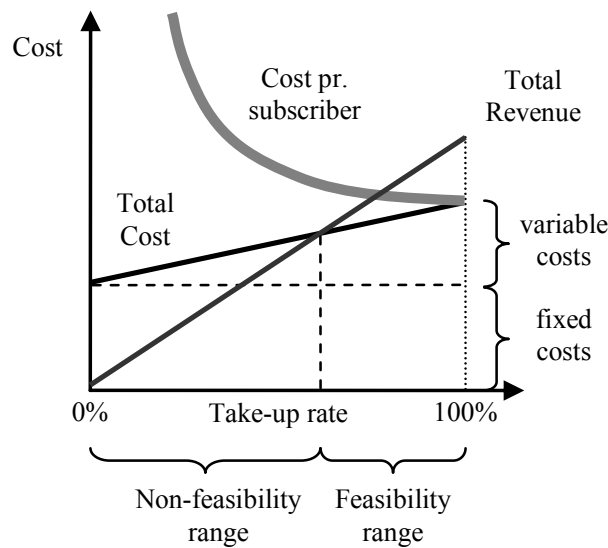 Cost
Cost pr.
subscriber
Total
Revenue
Total
Cost
variable
costs
fixed
costs
0%
Take-up rate
100%
Non-feasibility
range
Feasibility
range